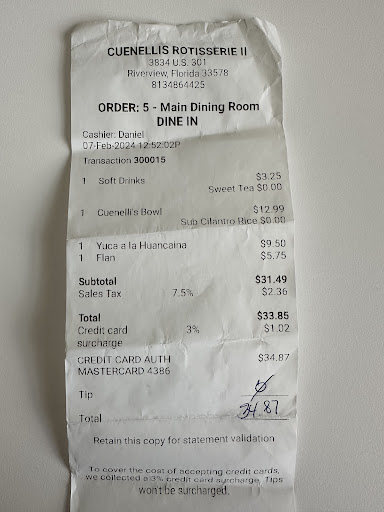 CUENELLIS ROTISSERIE II
3834 U.S. 301
Riverview, Florida 33578
8134864425
ORDER: 5 - Main Dining Room
DINE IN
Cashier: Daniel
07-Feb-2024 12:52:02P
Transaction 300015
1 Soft Drinks $3.25
Sweet Tea $0.00
1 Cuenelli's Bowl $12.99
Sub Cilantro Rice $0.00
1 Yuca a la Huancaina $9.50
1 Flan $5.75
Subtotal $31.49
Sales Tax 7.5% $2.36
Total $33.85
Credit card surcharge 3% $1.02
CREDIT CARD AUTH $34.87
MASTERCARD 4386
Tip
Total 34.87
Retain this copy for statement validation
To cover the cost of accepting credit cards,
we collected a 3% credit card surcharge. Tips
won't be surcharged.